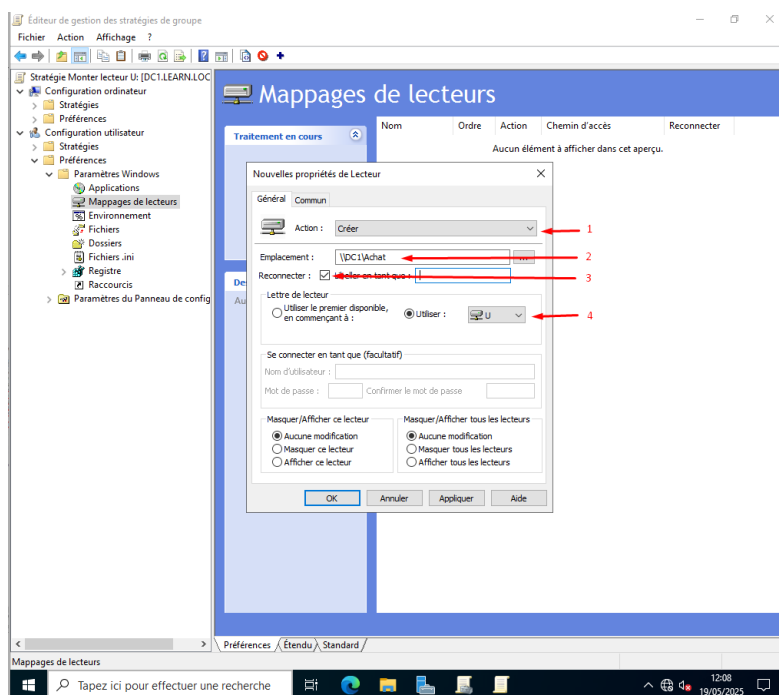 Éditeur de gestion des stratégies de groupe
Fichier Action Affichage ?
Stratégie Monter lecteur U: [DC1.LEARN.LOC
Configuration ordinateur
Stratégies
Préférences
Configuration utilisateur
Stratégies
Préférences
Paramètres Windows
Applications
Mappages de lecteurs
Environnement
Fichiers
Dossiers
Fichiers .ini
Registre
Raccourcis
Paramètres du Panneau de config
Mappages de lecteurs
Traitement en cours
Nom Ordre Action Chemin d'accès Reconnecter
Aucun élément à afficher dans cet aperçu.
De
Au
Nouvelles propriétés de Lecteur
Général Commun
Action : Créer 1
Emplacement : \\DC1\Achat ... 2
Reconnecter : Libeller en tant que : 3
Lettre de lecteur
Utiliser le premier disponible,
en commençant à :
Utiliser : U 4
Se connecter en tant que (facultatif)
Nom d'utilisateur :
Mot de passe : Confirmer le mot de passe
Masquer/Afficher ce lecteur
Aucune modification
Masquer ce lecteur
Afficher ce lecteur
Masquer/Afficher tous les lecteurs
Aucune modification
Masquer tous les lecteurs
Afficher tous les lecteurs
OK Annuler Appliquer Aide
Préférences Étendu Standard
Mappages de lecteurs
Tapez ici pour effectuer une recherche
12:08
19/05/2025